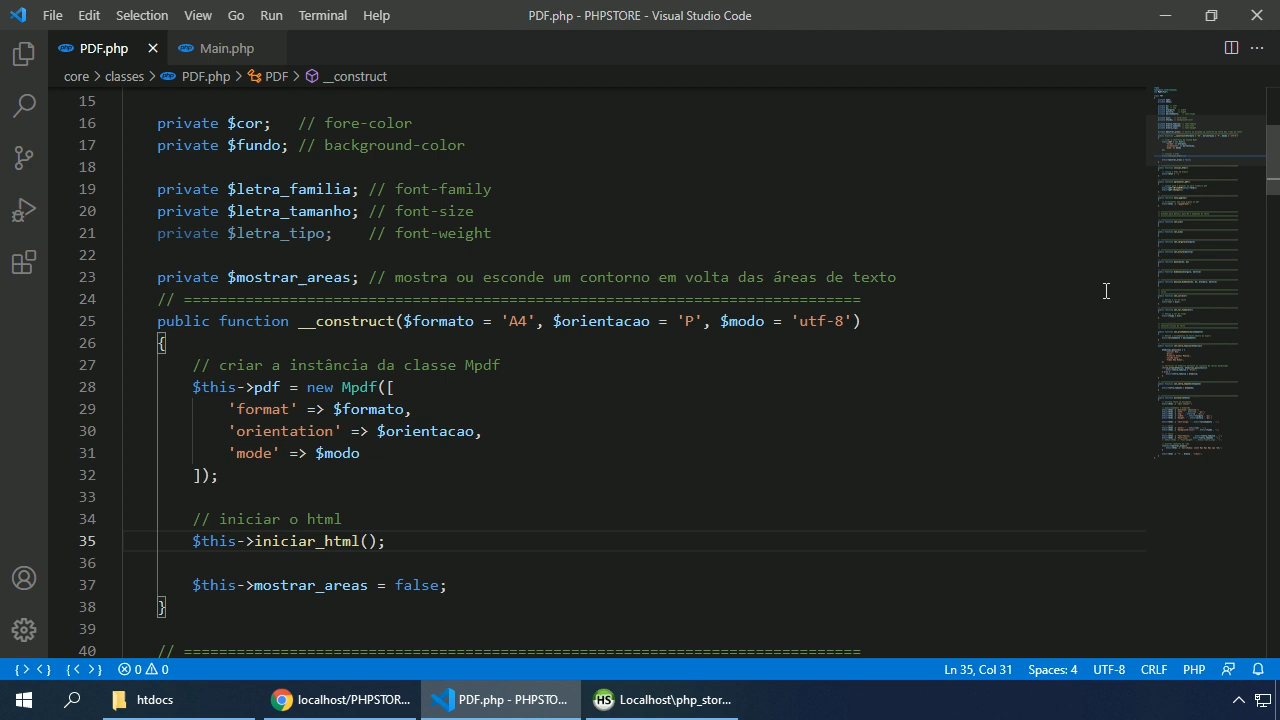 File Edit Selection View Go Run Terminal Help PDF.php - PHPSTORE - Visual Studio Code
PDF.php Main.php
core > classes > PDF.php > PDF > __construct
15
16 private $cor; // fore-color
17 private $fundo; // background-color
18
19 private $letra_familia; // font-family
20 private $letra_tamanho; // font-size
21 private $letra_tipo; // font-weight
22
23 private $mostrar_areas; // mostra ou esconde um contorno em volta das áreas de texto
24 // =============================================================================
25 public function __construct($formato = 'A4', $orientacao = 'P', $modo = 'utf-8')
26 {
27 // criar a instância da classe Mpdf
28 $this->pdf = new Mpdf([
29 'format' => $formato,
30 'orientation' => $orientacao,
31 'mode' => $modo
32 ]);
33
34 // iniciar o html
35 $this->iniciar_html();
36
37 $this->mostrar_areas = false;
38 }
39
40 // =============================================================================
0 0 Ln 35, Col 31 Spaces: 4 UTF-8 CRLF PHP
htdocs localhost/PHPSTOR... PDF.php - PHPSTO... HS Localhost\php_stor...